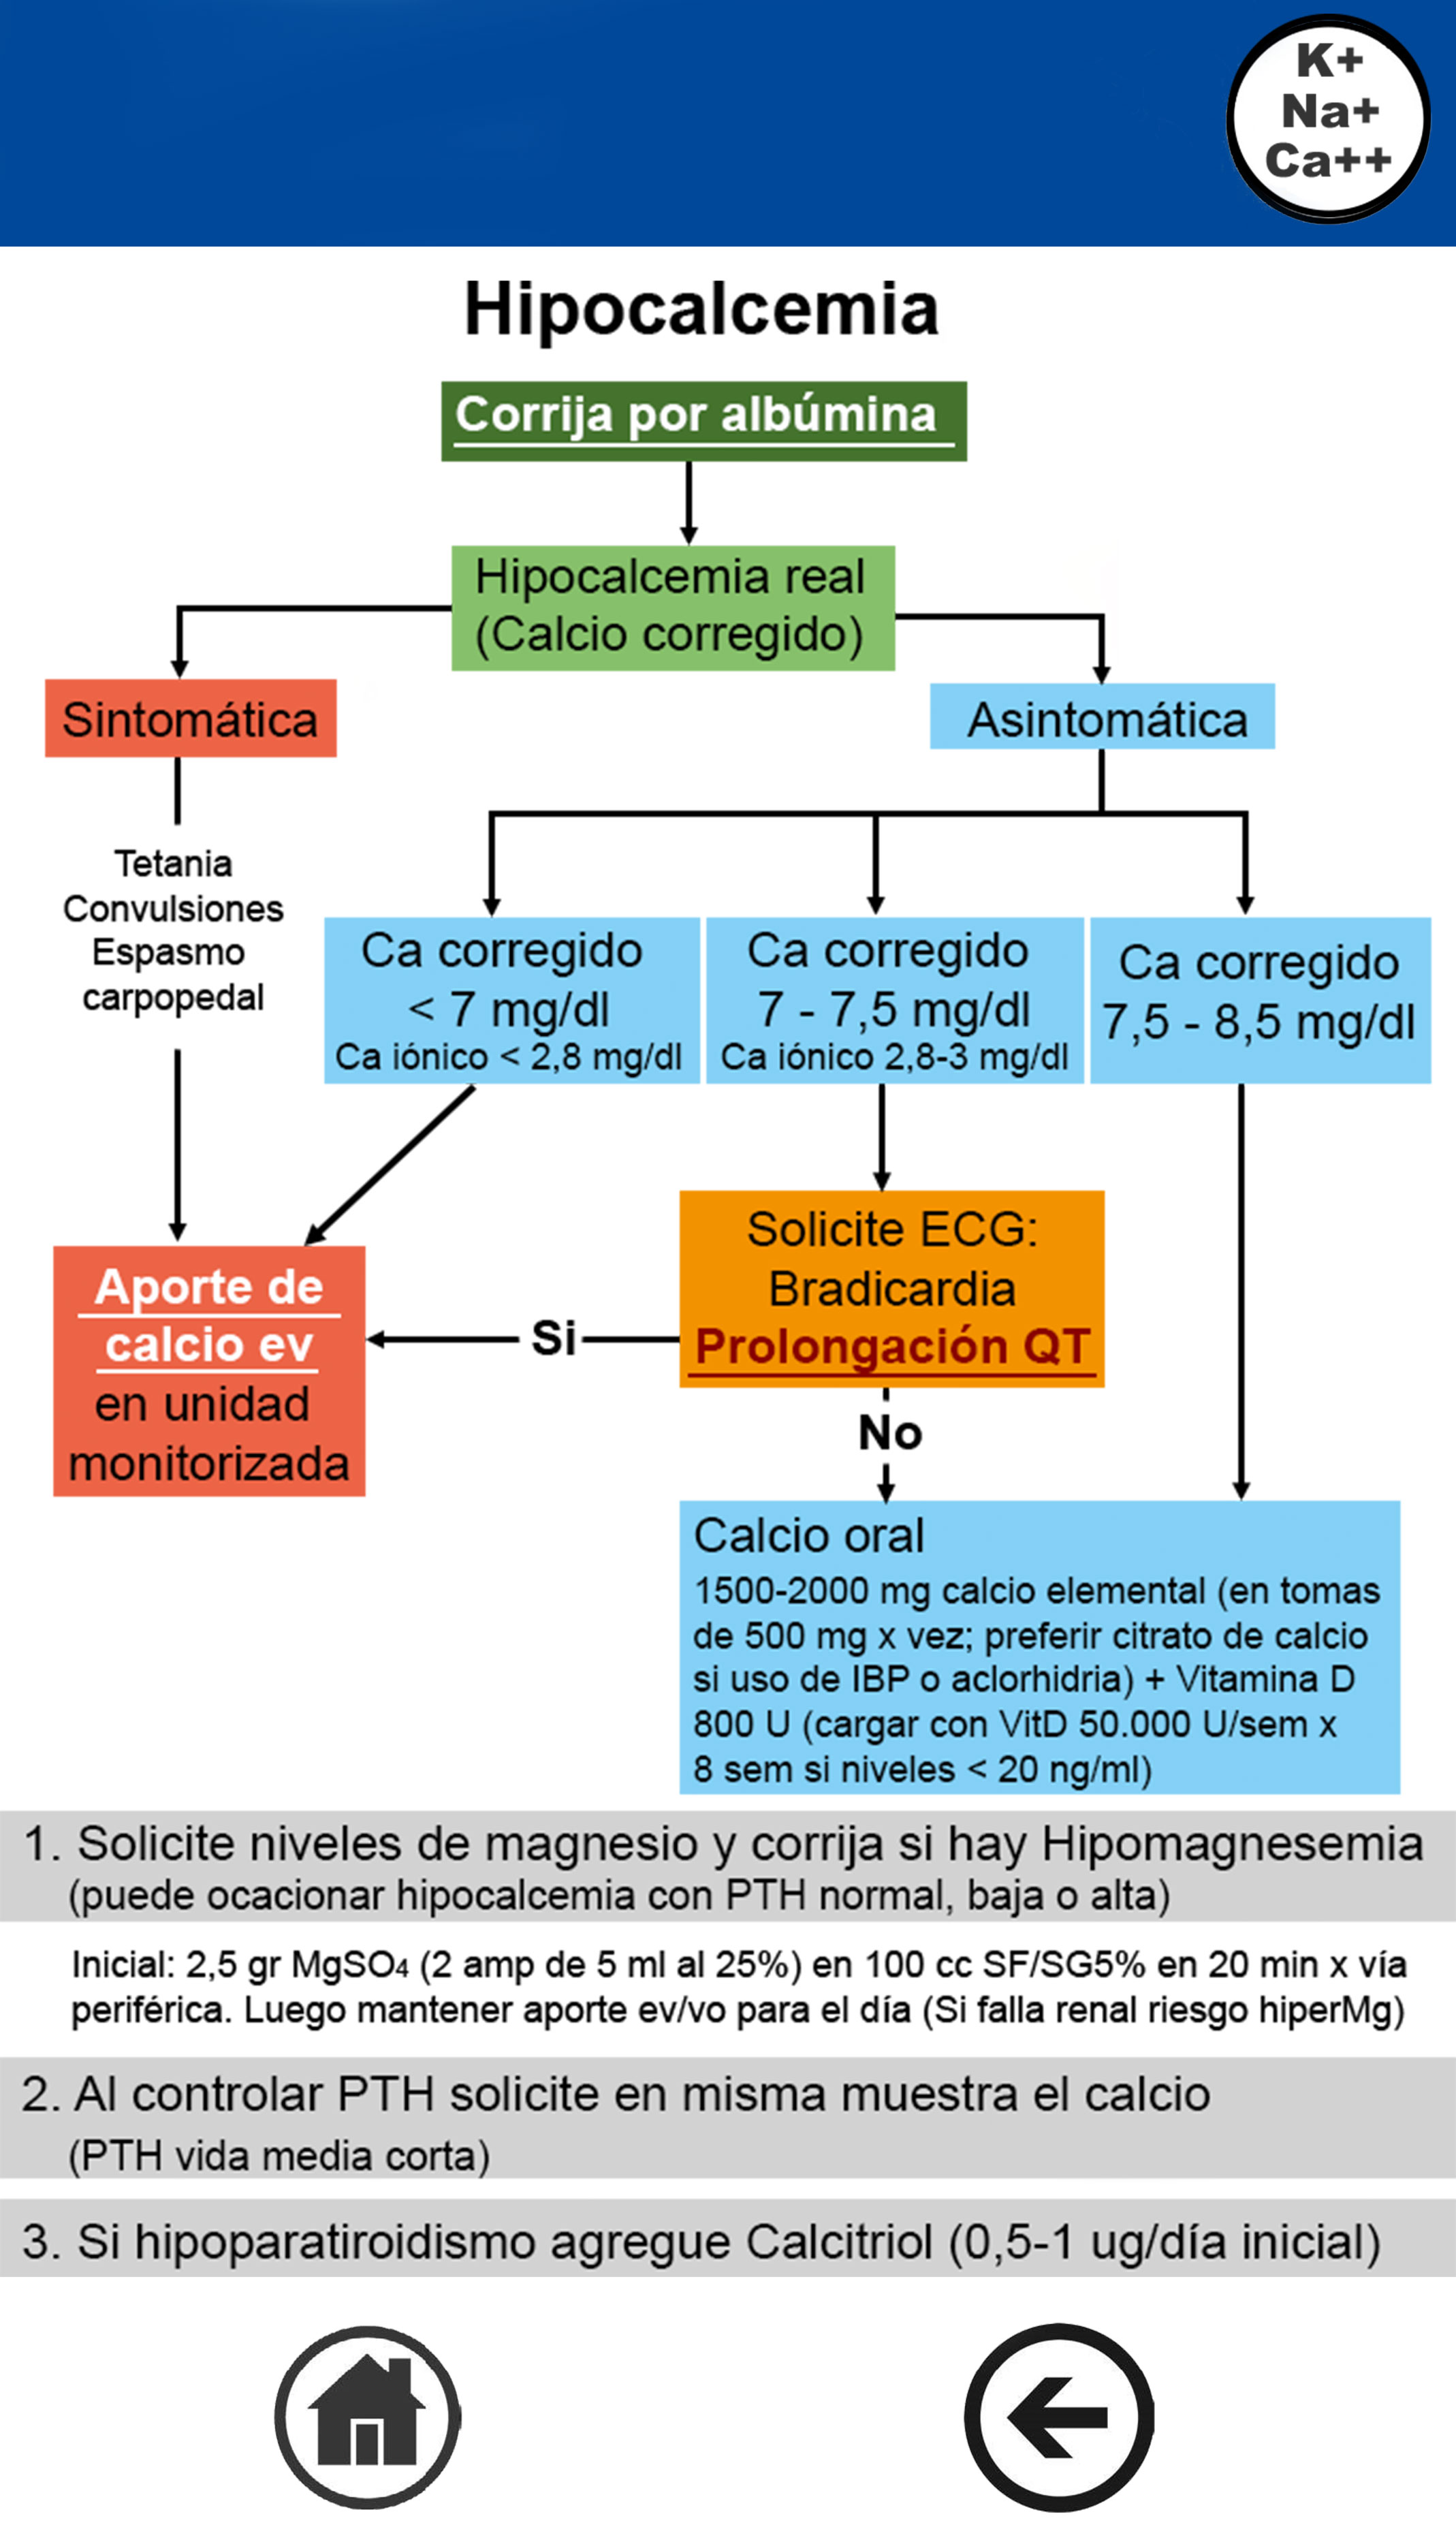 K+
Na+
Ca++
Hipocalcemia
Corrija por albúmina
Hipocalcemia real
(Calcio corregido)
Sintomática
Asintomática
Tetania
Convulsiones
Espasmo
carpopedal
Ca corregido
< 7 mg/dl
Ca iónico < 2,8 mg/dl
Ca corregido
7 - 7,5 mg/dl
Ca iónico 2,8-3 mg/dl
Ca corregido
7,5 - 8,5 mg/dl
Solicite ECG:
Bradicardia
Prolongación QT
Si
Aporte de
calcio ev
en unidad
monitorizada
No
Calcio oral
1500-2000 mg calcio elemental (en tomas
de 500 mg x vez; preferir citrato de calcio
si uso de IBP o aclorhidria) + Vitamina D
800 U (cargar con VitD 50.000 U/sem x
8 sem si niveles < 20 ng/ml)
1. Solicite niveles de magnesio y corrija si hay Hipomagnesemia
(puede ocacionar hipocalcemia con PTH normal, baja o alta)
Inicial: 2,5 gr MgSO₄ (2 amp de 5 ml al 25%) en 100 cc SF/SG5% en 20 min x vía
periférica. Luego mantener aporte ev/vo para el día (Si falla renal riesgo hiperMg)
2. Al controlar PTH solicite en misma muestra el calcio
(PTH vida media corta)
3. Si hipoparatiroidismo agregue Calcitriol (0,5-1 ug/día inicial)